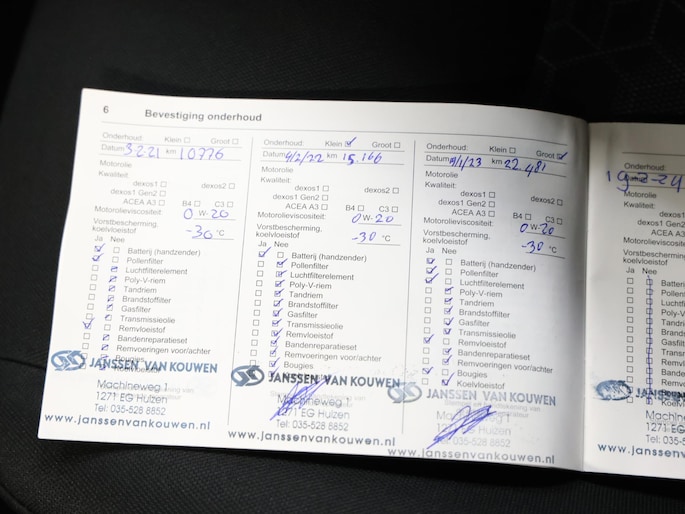 6
Bevestiging onderhoud
Onderhoud: Klein Groot
Datum 3-2-21 km 10776
Motorolie
Kwaliteit:
dexos1 dexos2
dexos1 Gen2
ACEA A3 B4 C3
Motorolieviscositeit: 0 W-20
Vorstbescherming,
koelvloeistof -30 °C
Ja Nee
Batterij (handzender)
Pollenfilter
Luchtfilterelement
Poly-V-riem
Tandriem
Brandstoffilter
Gasfilter
Transmissieolie
Remvloeistof
Bandenreparatieset
Remvoeringen voor/achter
Bougies
JANSSEN VAN KOUWEN
Machineweg 1
1271 EG Huizen
Tel: 035-528 8852
www.janssenvankouwen.nl
Onderhoud: Klein Groot
Datum 4/2/22 km 15.166
Motorolie
Kwaliteit:
dexos1 dexos2
dexos1 Gen2
ACEA A3 B4 C3
Motorolieviscositeit: 0 W-20
Vorstbescherming,
koelvloeistof -30 °C
Ja Nee
Batterij (handzender)
Pollenfilter
Luchtfilterelement
Poly-V-riem
Tandriem
Brandstoffilter
Gasfilter
Transmissieolie
Remvloeistof
Bandenreparatieset
Remvoeringen voor/achter
Bougies
JANSSEN VAN KOUWEN
Machineweg 1
1271 EG Huizen
Tel: 035-528 8852
www.janssenvankouwen.nl
Onderhoud: Klein Groot
Datum /1/23 km 22.481
Motorolie
Kwaliteit:
dexos1 dexos2
dexos1 Gen2
ACEA A3 B4 C3
Motorolieviscositeit: 0 W-20
Vorstbescherming,
koelvloeistof -30 °C
Ja Nee
Batterij (handzender)
Pollenfilter
Luchtfilterelement
Poly-V-riem
Tandriem
Brandstoffilter
Gasfilter
Transmissieolie
Remvloeistof
Bandenreparatieset
Remvoeringen voor/achter
Bougies
Koelvloeistof
JANSSEN VAN KOUWEN
1271 EG Huizen
Tel: 035-528 8852
www.janssenvankouwen.nl
Onderhoud:
Datum
Motorolie
Kwaliteit:
Motorolieviscositeit
Vorstbescherming,
koelvloeistof
Ja Nee